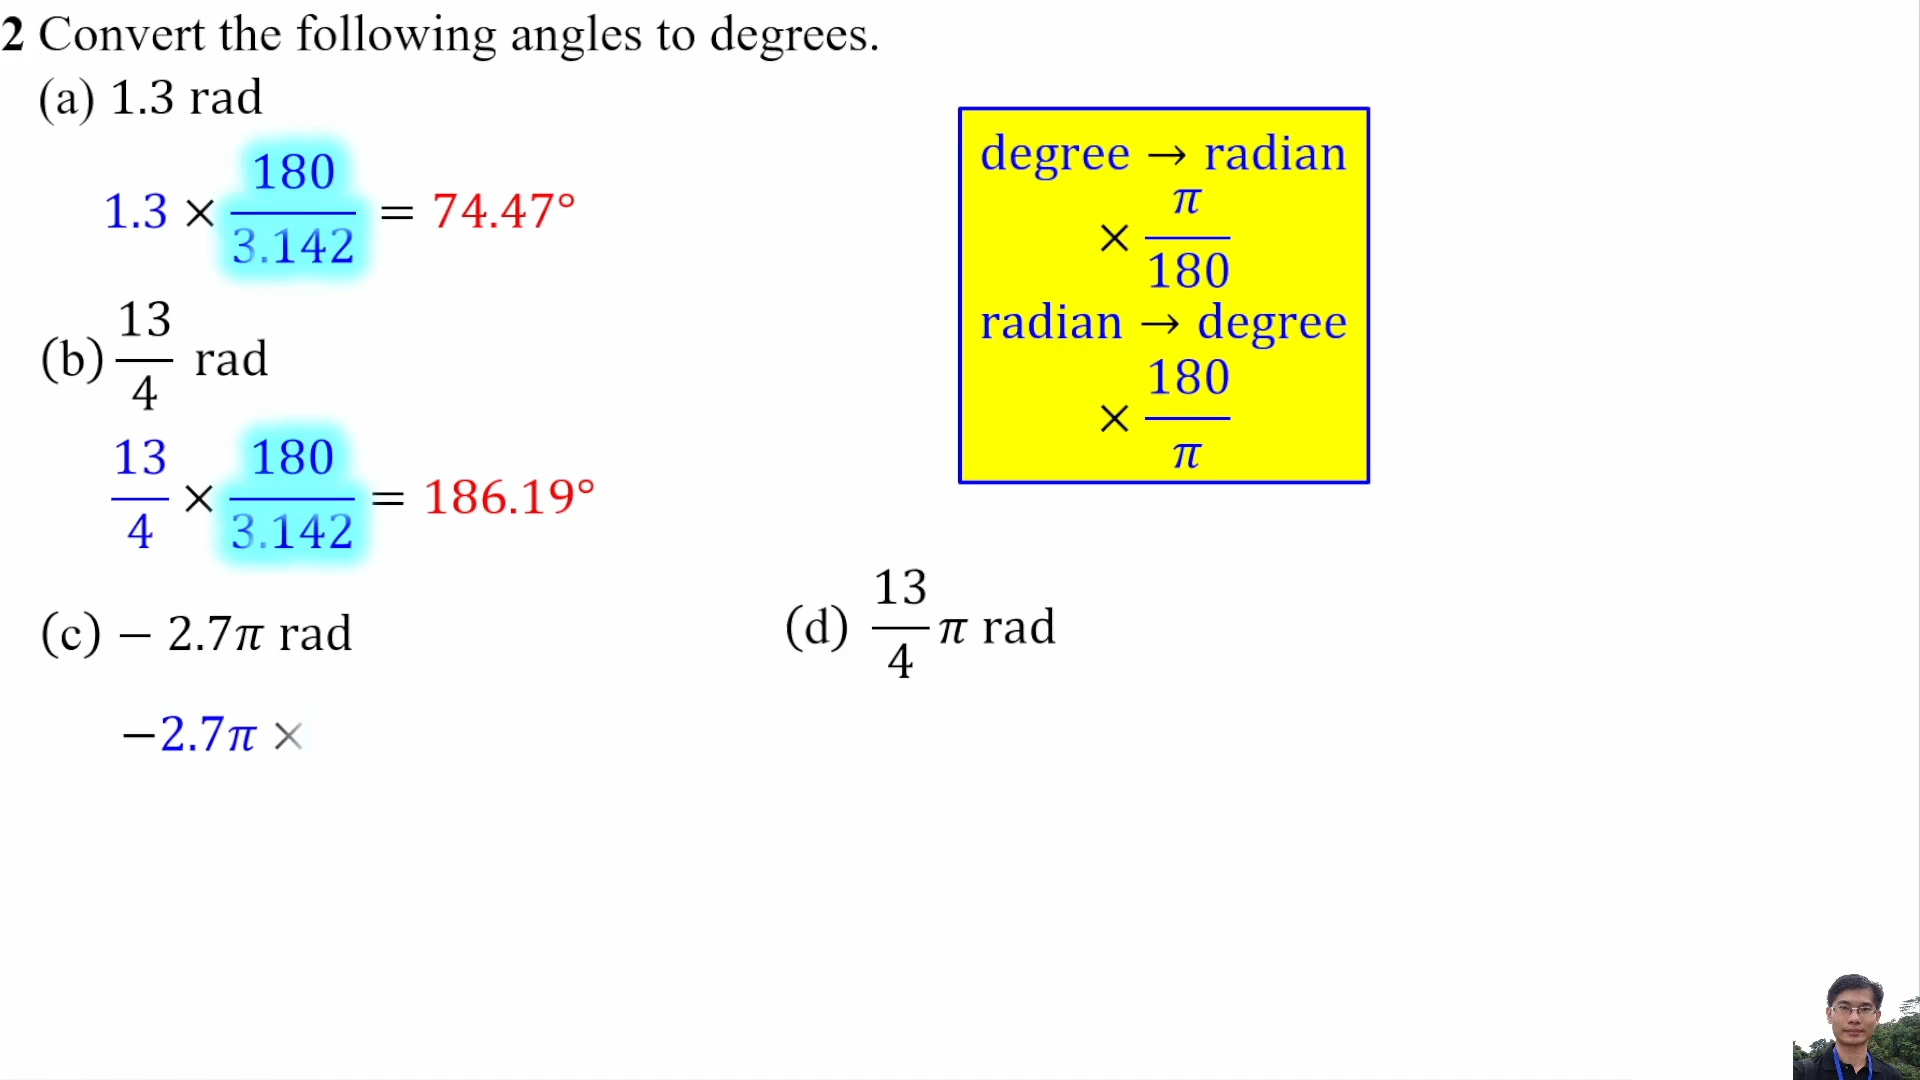 2 Convert the following angles to degrees.
(a) 1.3 rad
1.3 × 180/3.142 = 74.47°
(b) 13/4 rad
13/4 × 180/3.142 = 186.19°
(c) − 2.7π rad
−2.7π ×
degree → radian
× π/180
radian → degree
× 180/π
(d) 13/4 π rad